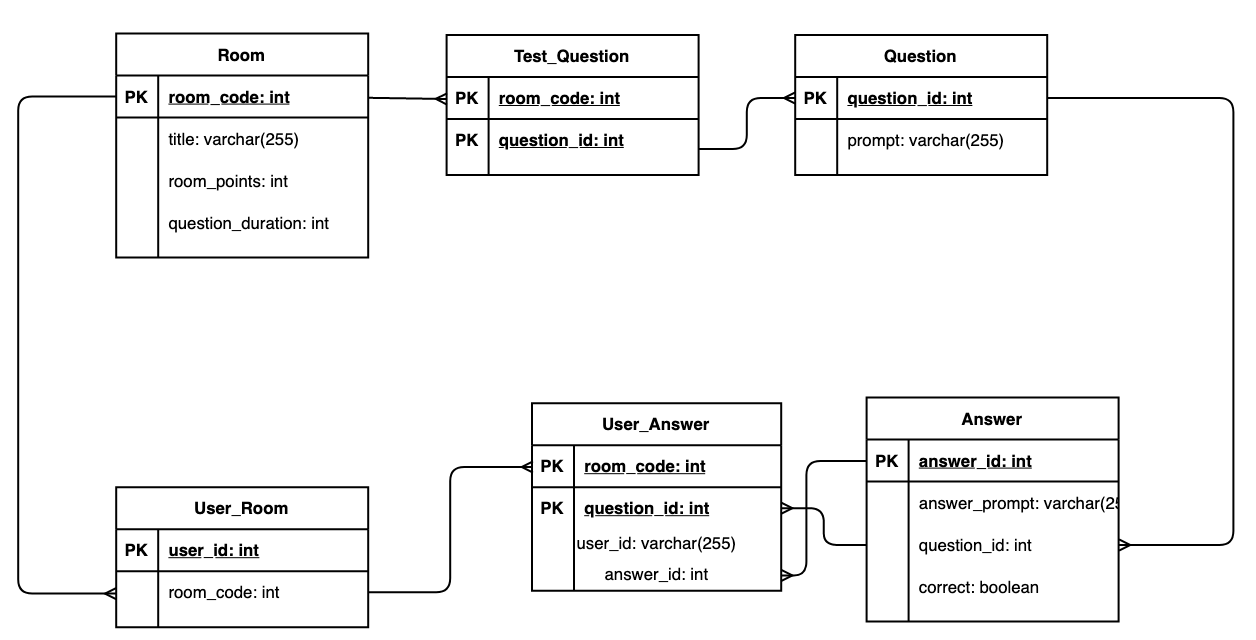 Room
PK room_code: int
title: varchar(255)
room_points: int
question_duration: int
Test_Question
PK room_code: int
PK question_id: int
Question
PK question_id: int
prompt: varchar(255)
User_Room
PK user_id: int
room_code: int
User_Answer
PK room_code: int
PK question_id: int
user_id: varchar(255)
answer_id: int
Answer
PK answer_id: int
answer_prompt: varchar(25
question_id: int
correct: boolean